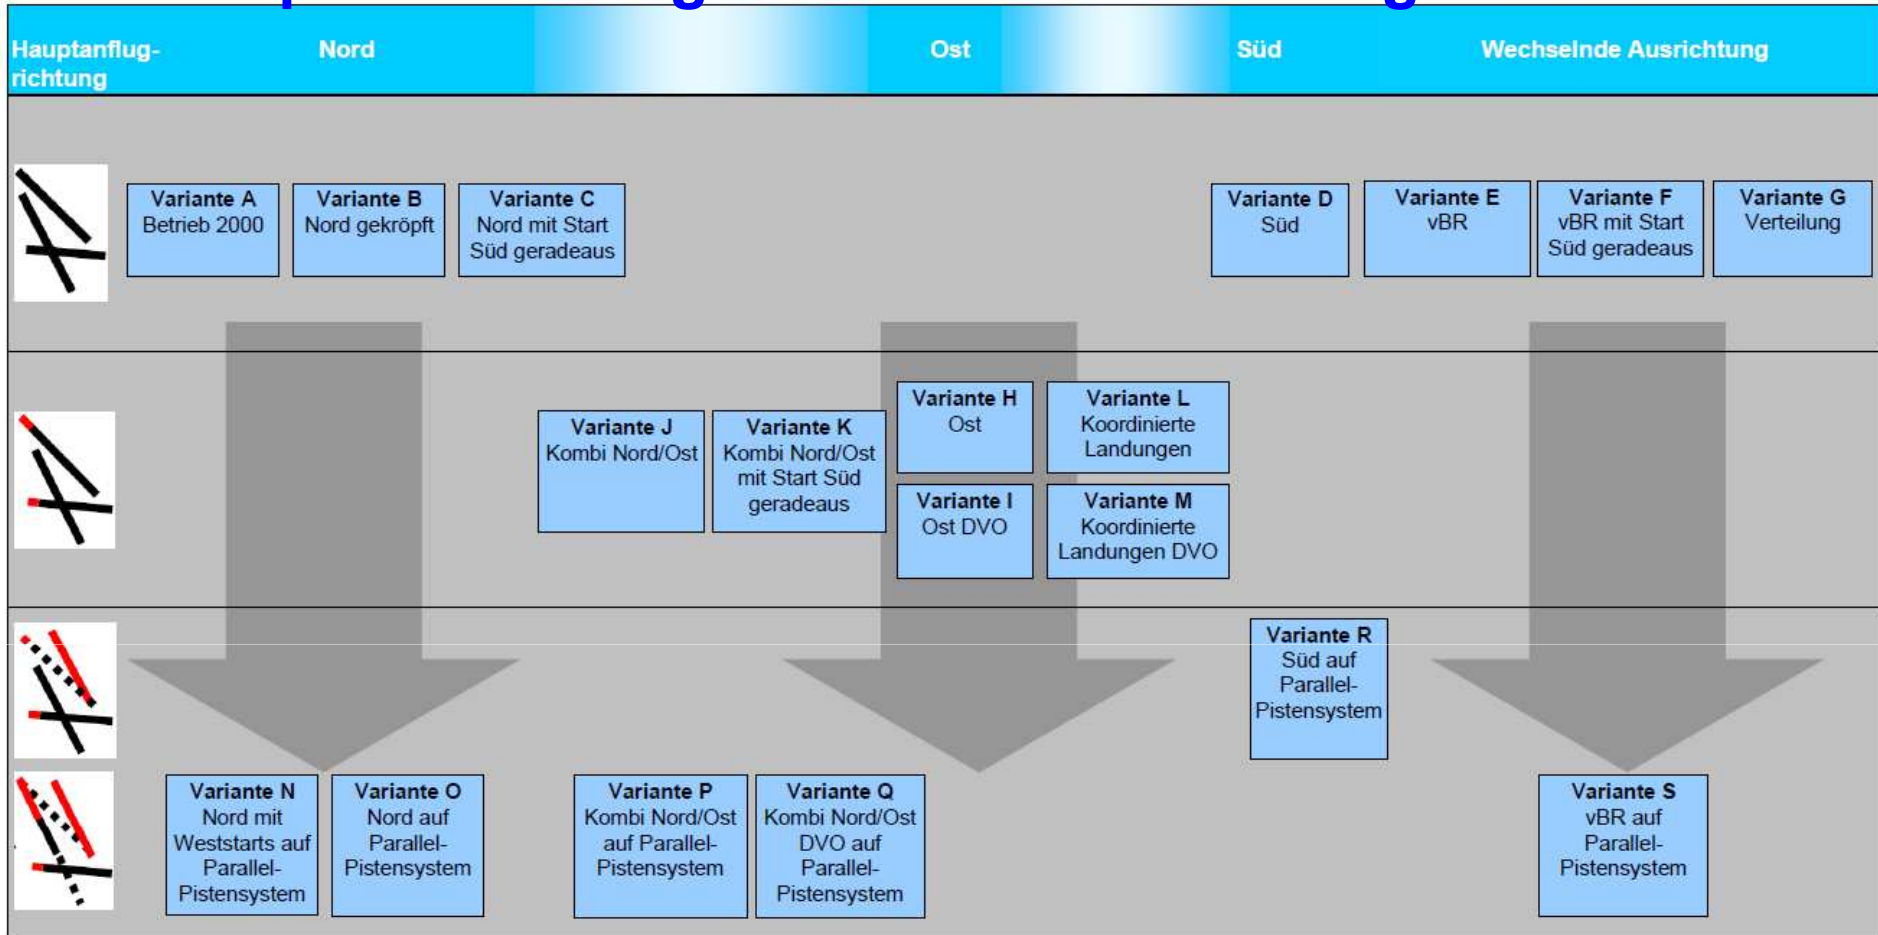 Hauptanflug-
richtung
Nord
Ost
Süd
Wechselnde Ausrichtung
Variante A
Betrieb 2000
Variante B
Nord gekröpft
Variante C
Nord mit Start
Süd geradeaus
Variante D
Süd
Variante E
vBR
Variante F
vBR mit Start
Süd geradeaus
Variante G
Verteilung
Variante J
Kombi Nord/Ost
Variante K
Kombi Nord/Ost
mit Start Süd
geradeaus
Variante H
Ost
Variante L
Koordinierte
Landungen
Variante I
Ost DVO
Variante M
Koordinierte
Landungen DVO
Variante R
Süd auf
Parallel-
Pistensystem
Variante N
Nord mit
Weststarts auf
Parallel-
Pistensystem
Variante O
Nord auf
Parallel-
Pistensystem
Variante P
Kombi Nord/Ost
auf Parallel-
Pistensystem
Variante Q
Kombi Nord/Ost
DVO auf
Parallel-
Pistensystem
Variante S
vBR auf
Parallel-
Pistensystem